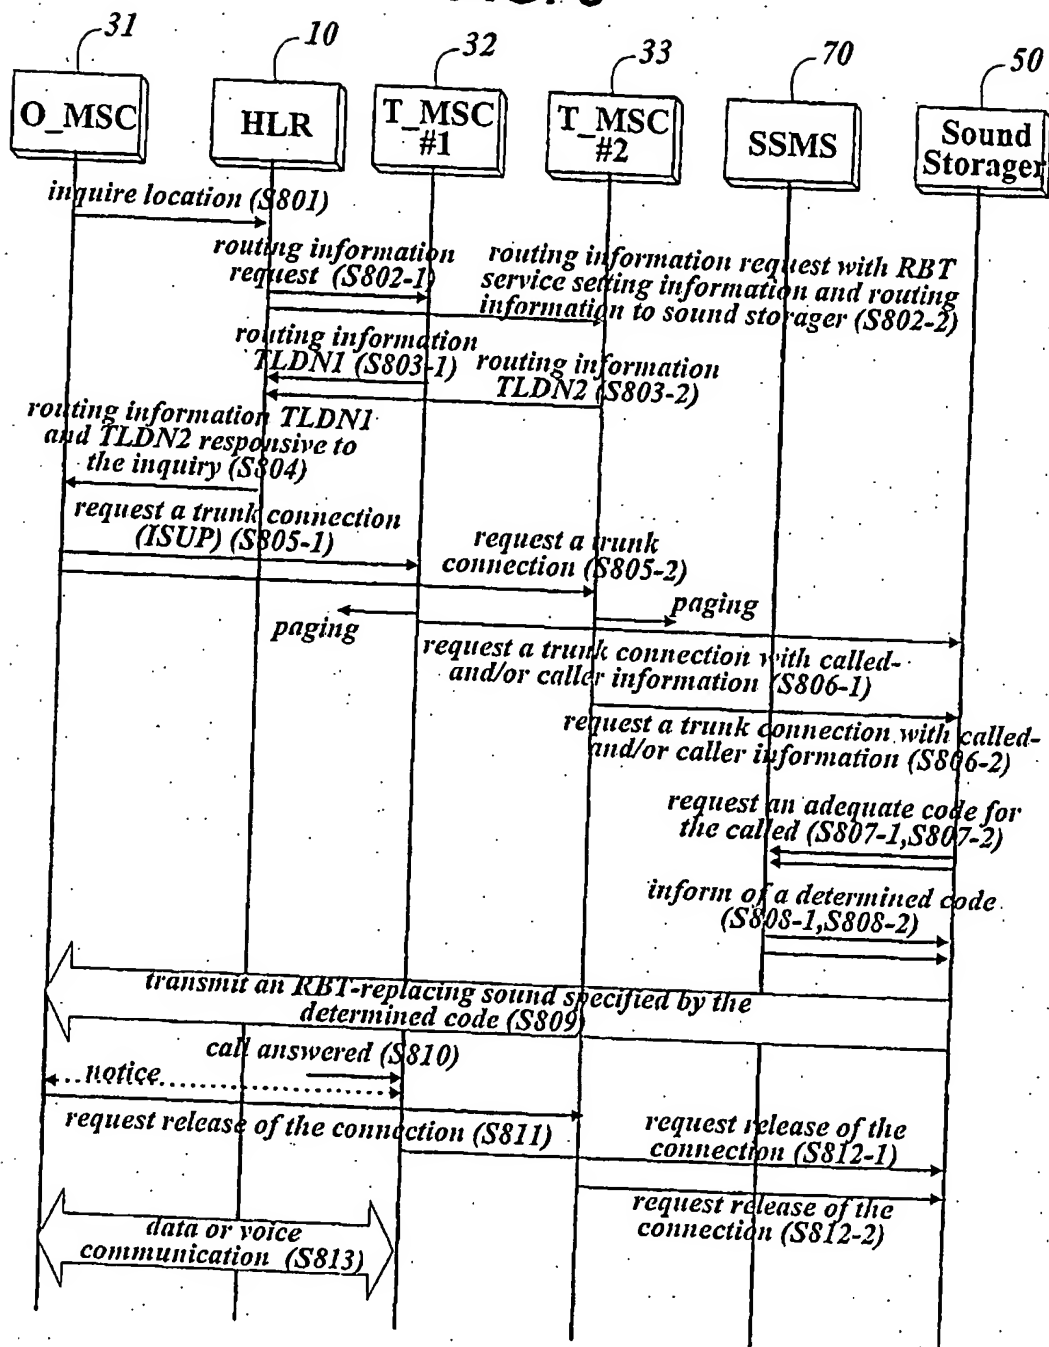 31
10
32
33
70
50
O_MSC
HLR
T_MSC
#1
T_MSC
#2
SSMS
Sound
Storager
inquire location (S801)
routing information
request (S802-1)
routing information request with RBT
service setting information and routing
information to sound storager (S802-2)
routing information
TLDN1 (S803-1)
routing information
TLDN2 (S803-2)
routing information TLDN1
and TLDN2 responsive to
the inquiry (S804)
request a trunk connection
(ISUP) (S805-1)
request a trunk
connection (S805-2)
paging
paging
request a trunk connection with called-
and/or caller information (S806-1)
request a trunk connection with called-
and/or caller information (S806-2)
request an adequate code for
the called (S807-1,S807-2)
inform of a determined code
(S808-1,S808-2)
transmit an RBT-replacing sound specified by the
determined code (S809)
call answered (S810)
notice
request release of the connection (S811)
request release of the
connection (S812-1)
request release of the
connection (S812-2)
data or voice
communication (S813)